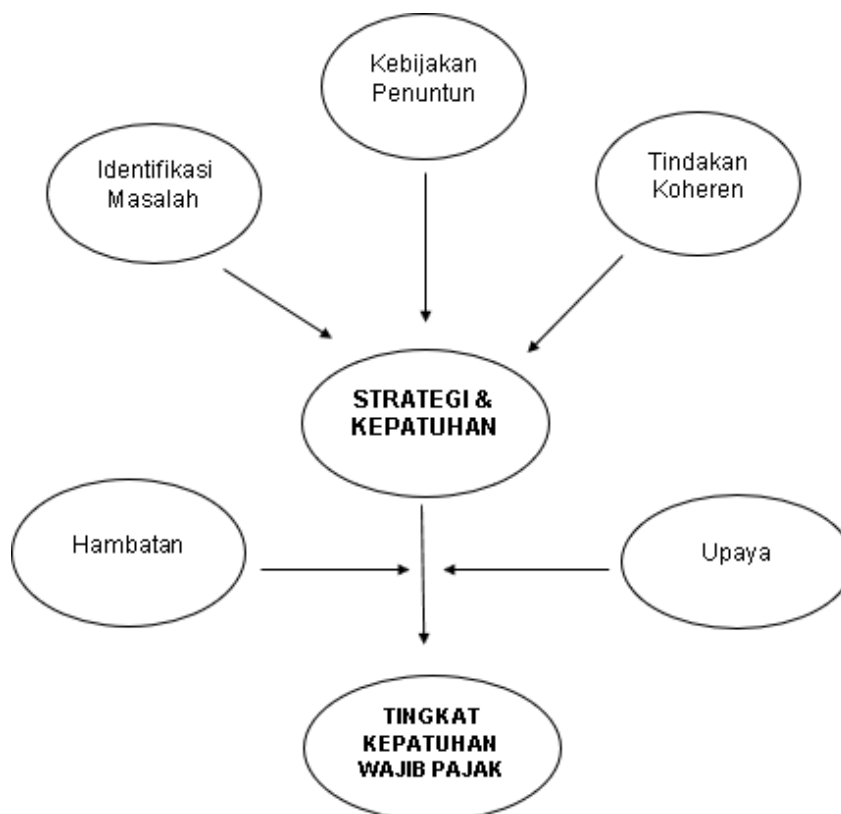 Kebijakan
Penuntun
Identifikasi
Masalah
Tindakan
Koheren
STRATEGI &
KEPATUHAN
Hambatan
Upaya
TINGKAT
KEPATUHAN
WAJIB PAJAK